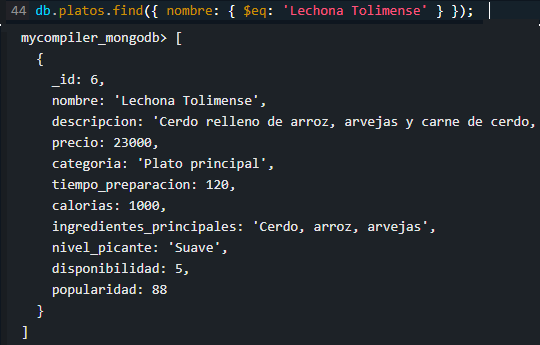 44 db.platos.find({ nombre: { $eq: 'Lechona Tolimense' } });
mycompiler_mongodb> [
{
_id: 6,
nombre: 'Lechona Tolimense',
descripcion: 'Cerdo relleno de arroz, arvejas y carne de cerdo,
precio: 23000,
categoria: 'Plato principal',
tiempo_preparacion: 120,
calorias: 1000,
ingredientes_principales: 'Cerdo, arroz, arvejas',
nivel_picante: 'Suave',
disponibilidad: 5,
popularidad: 88
}
]